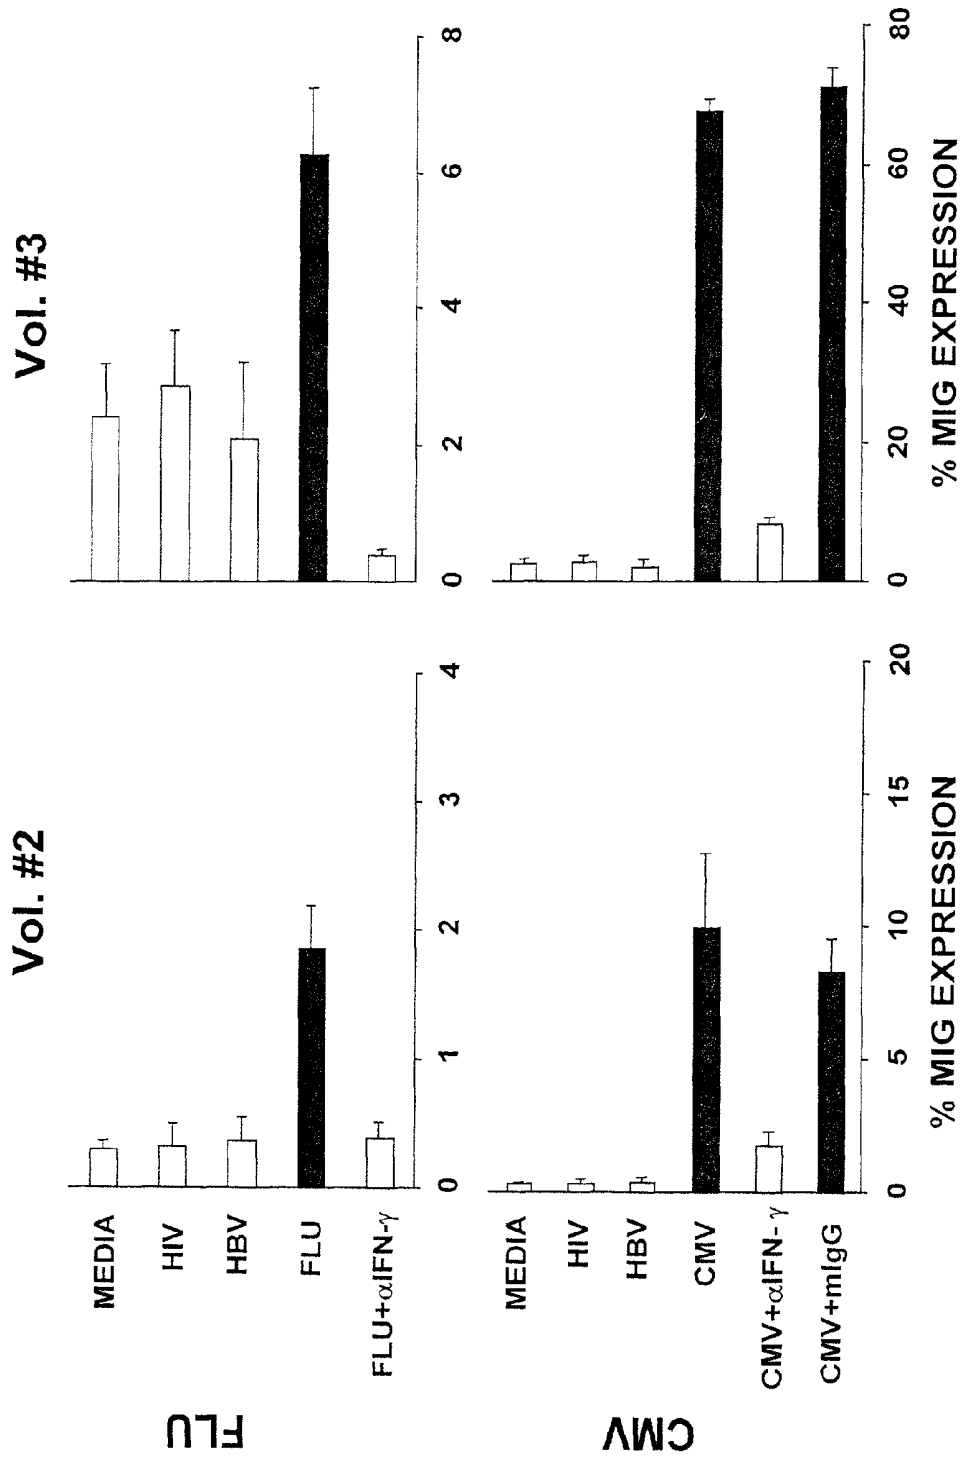 Vol. #2
Vol. #3
FLU
MEDIA
HIV
HBV
FLU
FLU+αIFN-γ
0 1 2 3 4
0 2 4 6 8
CMV
MEDIA
HIV
HBV
CMV
CMV+αIFN-γ
CMV+mIgG
0 5 10 15 20
0 20 40 60 80
% MIG EXPRESSION
% MIG EXPRESSION